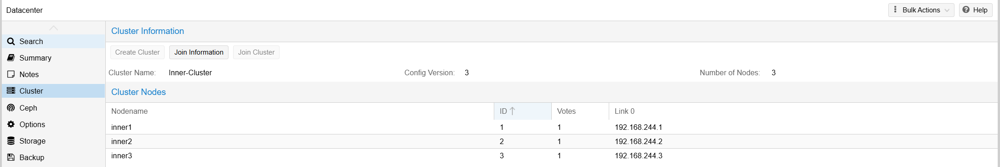 Datacenter
Bulk Actions
Help
Search
Summary
Notes
Cluster
Ceph
Options
Storage
Backup
Cluster Information
Create Cluster Join Information Join Cluster
Cluster Name: Inner-Cluster Config Version: 3 Number of Nodes: 3
Cluster Nodes
Nodename ID Votes Link 0
inner1 1 1 192.168.244.1
inner2 2 1 192.168.244.2
inner3 3 1 192.168.244.3